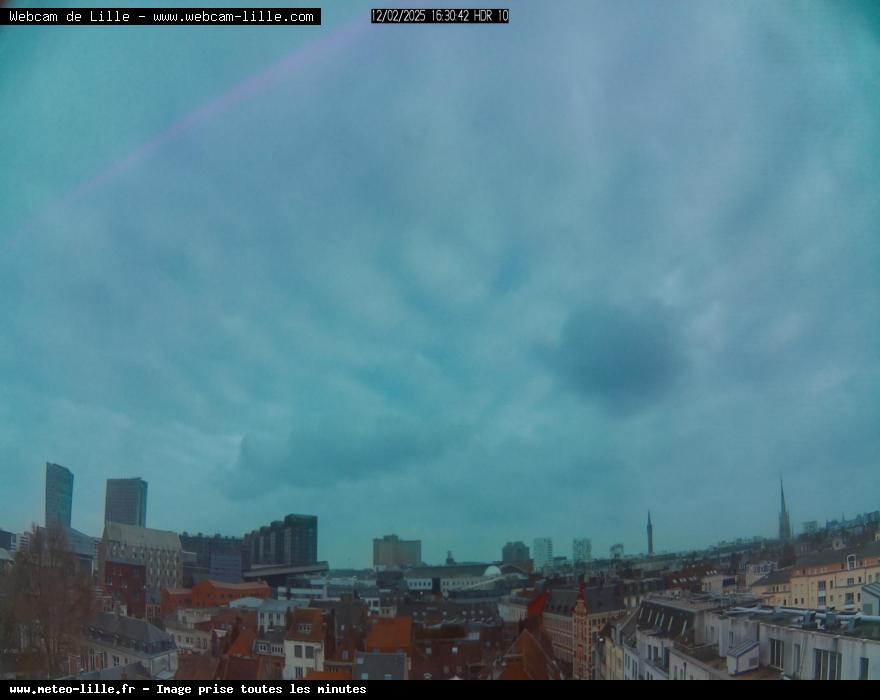 Webcam de Lille - www.webcam-lille.com
12/02/2025 16:30:42 HDR 10
www.meteo-lille.fr - Image prise toutes les minutes